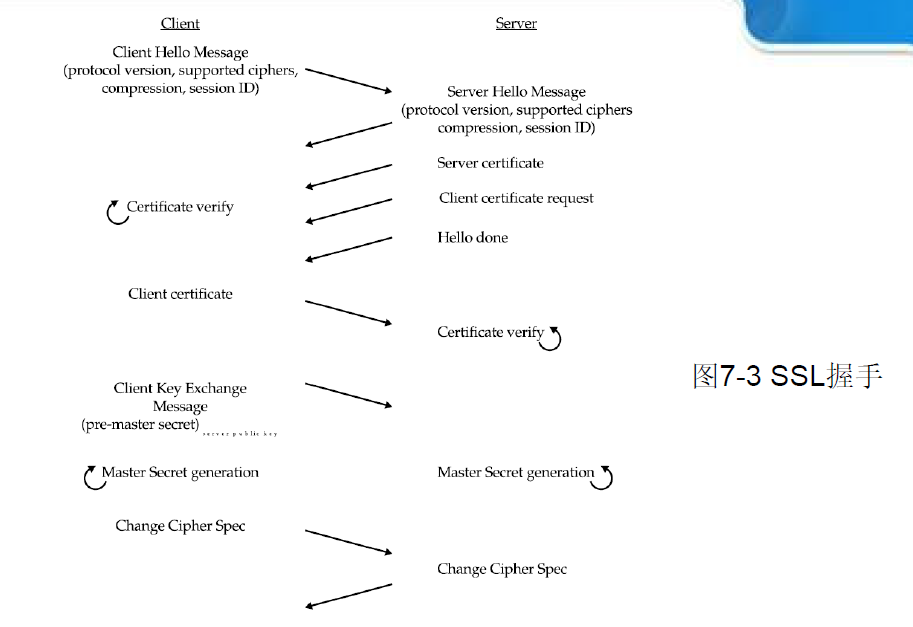 Client
Server
Client Hello Message
(protocol version, supported ciphers,
compression, session ID)
Server Hello Message
(protocol version, supported ciphers
compression, session ID)
Server certificate
Client certificate request
Certificate verify
Hello done
Client certificate
Certificate verify
图7-3 SSL握手
Client Key Exchange
Message
(pre-master secret) server public key
Master Secret generation
Master Secret generation
Change Cipher Spec
Change Cipher Spec